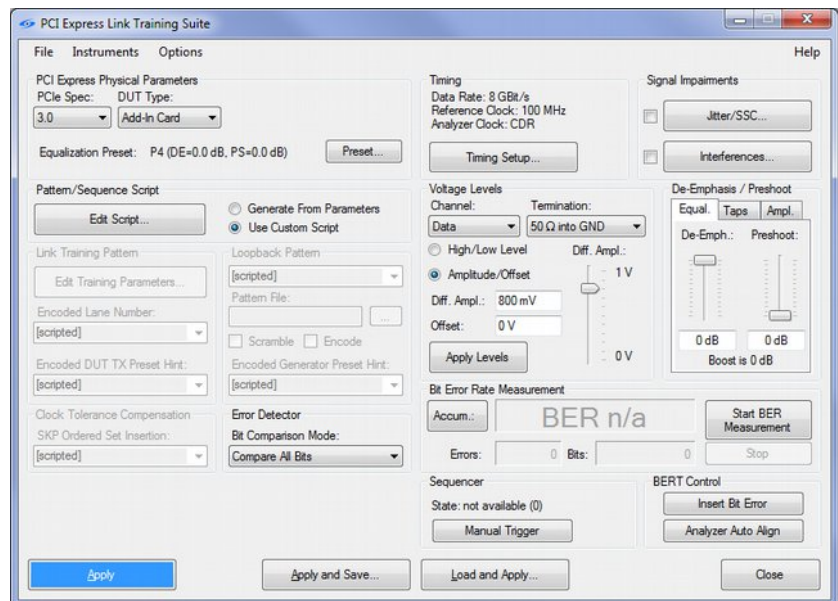 PCI Express Link Training Suite
File Instruments Options Help
PCI Express Physical Parameters
PCIe Spec: DUT Type:
3.0 Add-In Card
Equalization Preset: P4 (DE=0.0 dB, PS=0.0 dB) Preset...
Timing
Data Rate: 8 GBit/s
Reference Clock: 100 MHz
Analyzer Clock: CDR
Timing Setup...
Signal Impairments
Jitter/SSC...
Interferences...
Pattern/Sequence Script
Edit Script...
Generate From Parameters
Use Custom Script
Link Training Pattern
Edit Training Parameters...
Encoded Lane Number:
[scripted]
Encoded DUT TX Preset Hint:
[scripted]
Loopback Pattern
[scripted]
Pattern File:
...
Scramble Encode
Encoded Generator Preset Hint:
[scripted]
Clock Tolerance Compensation
SKP Ordered Set Insertion:
[scripted]
Error Detector
Bit Comparison Mode:
Compare All Bits
Voltage Levels
Channel: Termination:
Data 50 Ω into GND
High/Low Level
Amplitude/Offset
Diff. Ampl.: 800 mV
Offset: 0 V
Apply Levels
Diff. Ampl.:
1 V
0 V
De-Emphasis / Preshoot
Equal. Taps Ampl.
De-Emph.: Preshoot:
0 dB 0 dB
Boost is 0 dB
Bit Error Rate Measurement
Accum.: BER n/a
Start BER Measurement
Errors: 0 Bits: 0 Stop
Sequencer
State: not available (0)
Manual Trigger
BERT Control
Insert Bit Error
Analyzer Auto Align
Apply Apply and Save... Load and Apply... Close